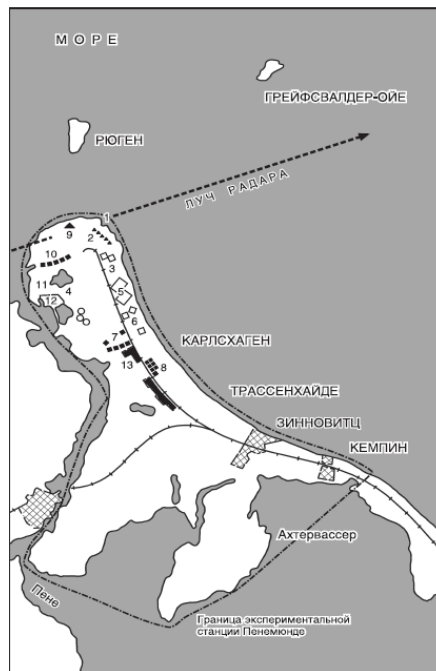 МОРЕ
ГРЕЙФСВАЛДЕР-ОЙЕ
РЮГЕН
ЛУЧ РАДАРА
1
9
2
10
3
11
4
12
5
6
7
13
8
КАРЛСХАГЕН
ТРАССЕНХАЙДЕ
ЗИННОВИТЦ
КЕМПИН
Ахтервассер
Пене
Граница экспериментальной
станции Пенемюнде